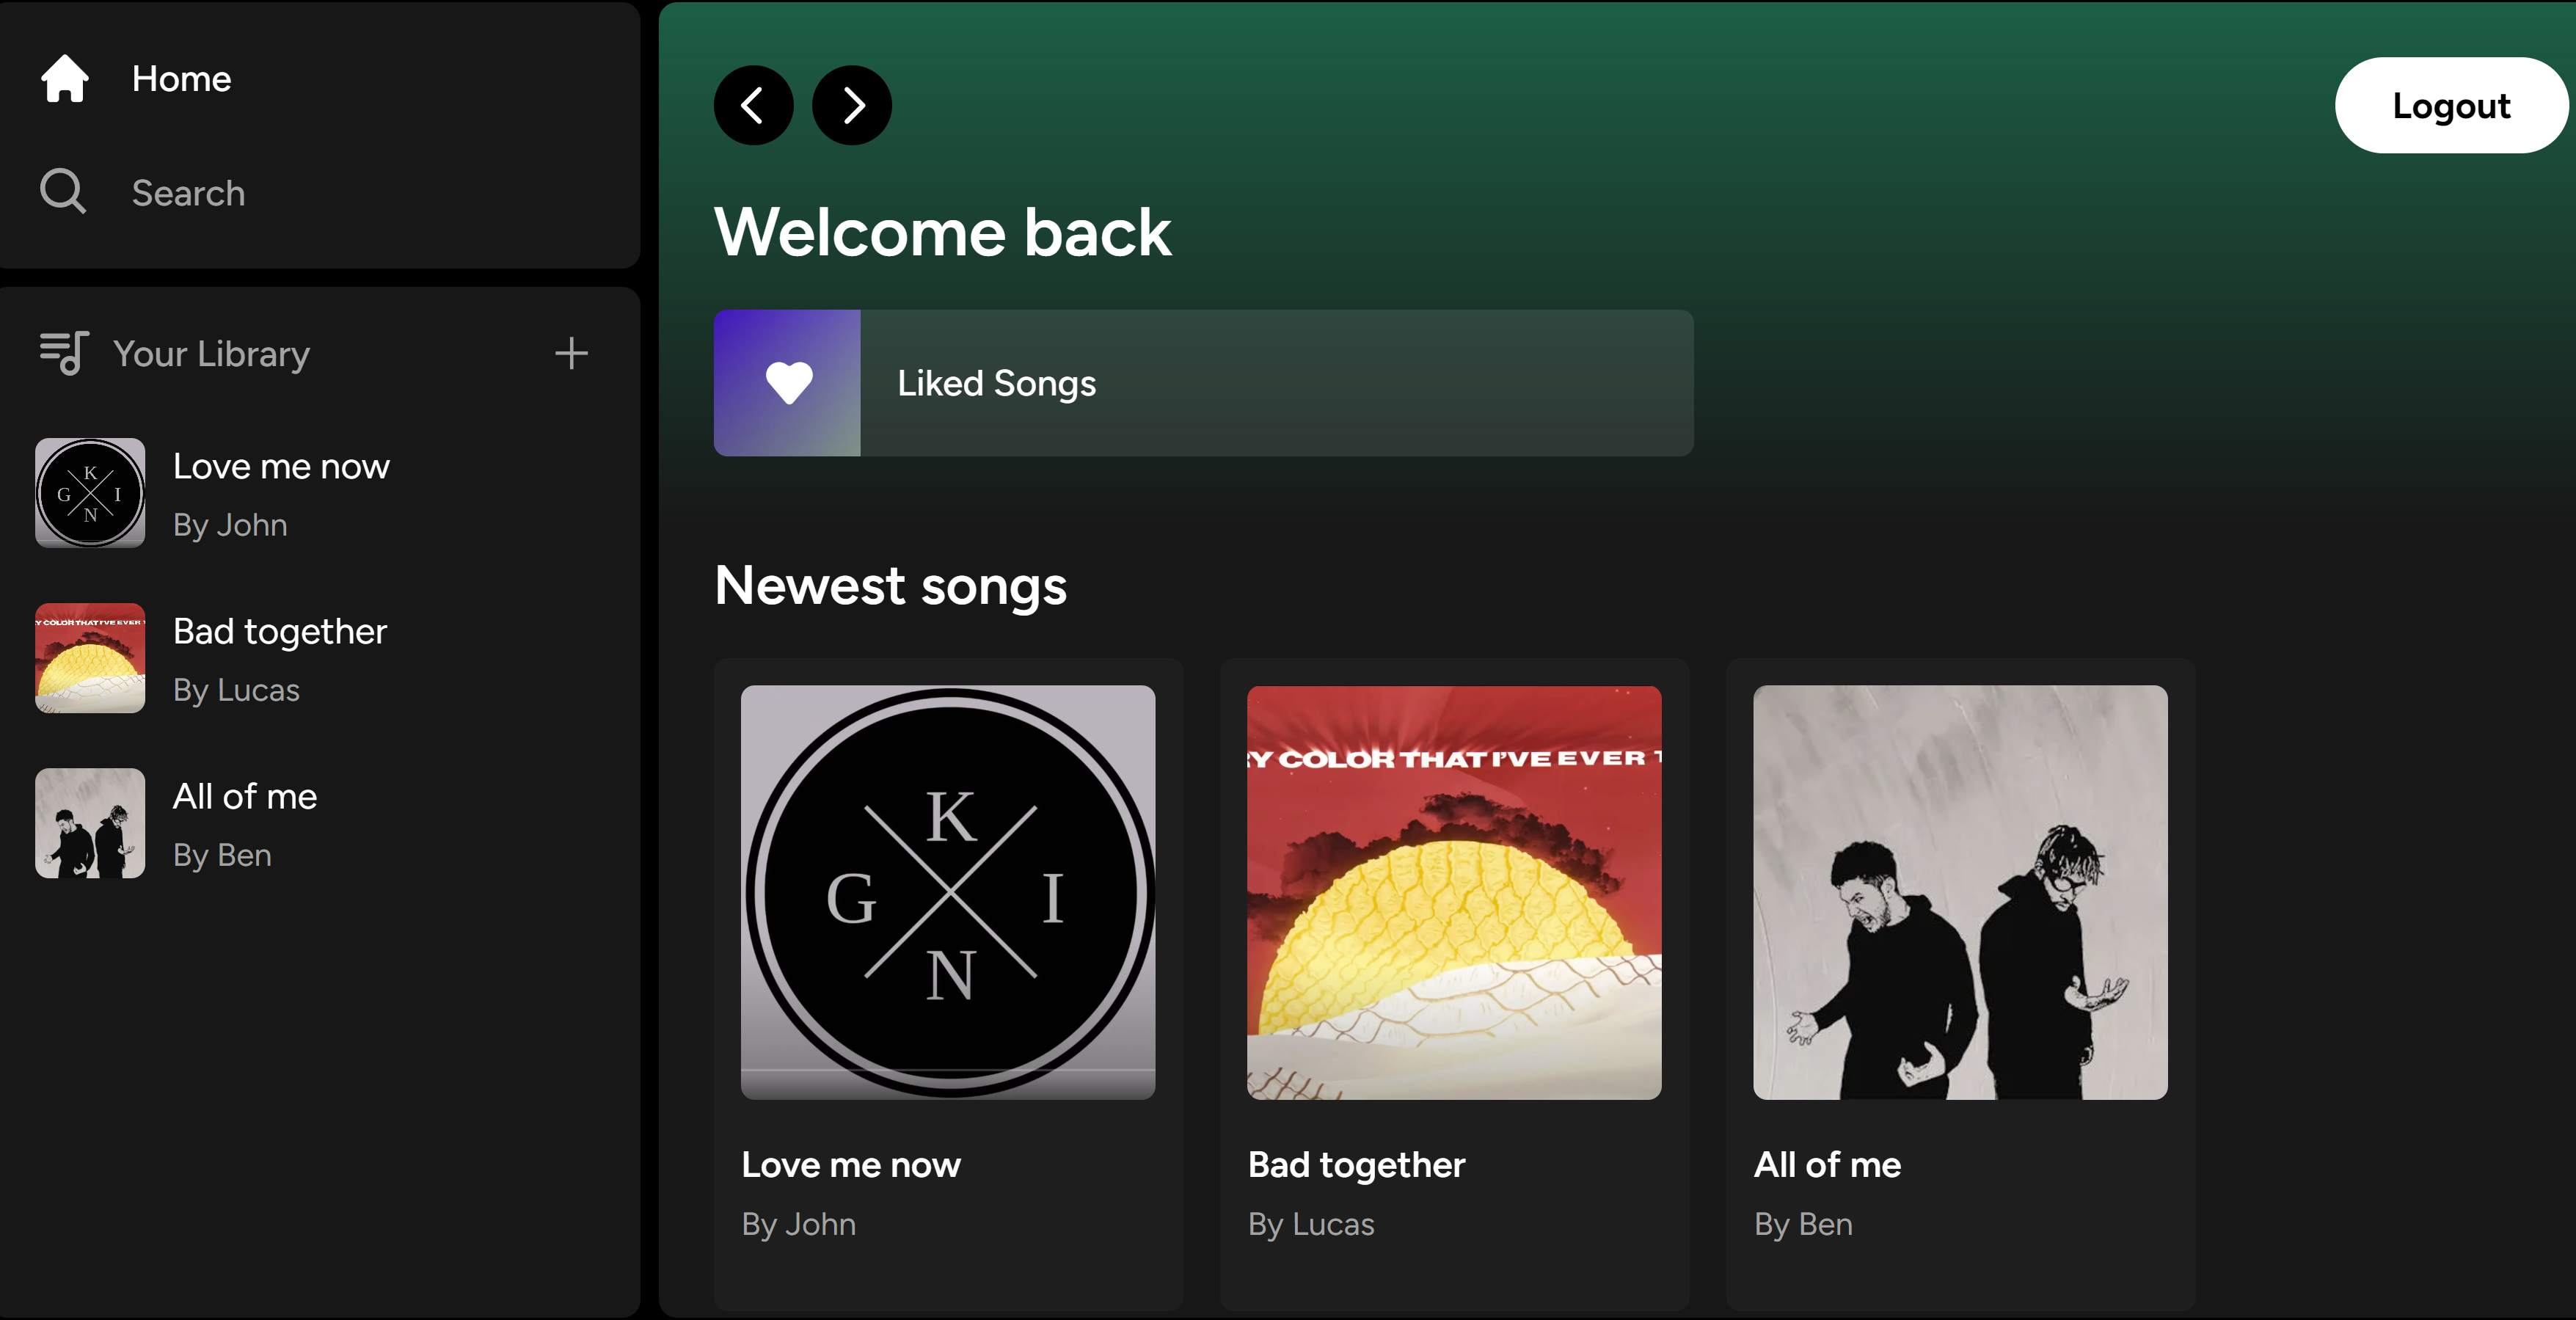 Home
Search
Your Library
K
G I
N
Love me now
By John
Y COLOR THAT I'VE EVER
Bad together
By Lucas
All of me
By Ben
Logout
Welcome back
Liked Songs
Newest songs
K
G I
N
Love me now
By John
RY COLOR THAT I'VE EVER T
Bad together
By Lucas
All of me
By Ben